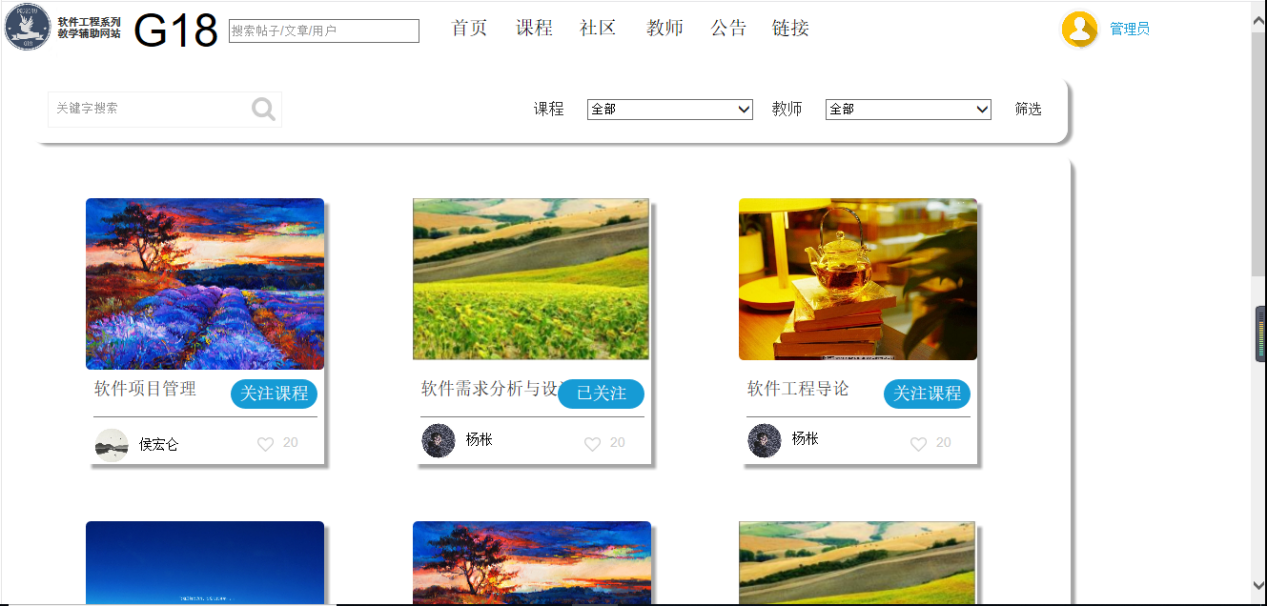 软件工程系列
教学辅助网站
G18
搜索帖子/文章/用户
首页 课程 社区 教师 公告 链接
管理员
关键字搜索
课程 全部 教师 全部 筛选
软件项目管理 关注课程
侯宏仑 20
软件需求分析与设 已关注
杨枨 20
软件工程导论 关注课程
杨枨 20